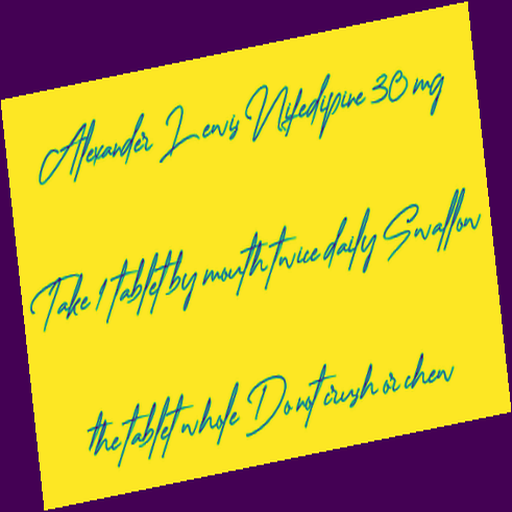 Alexander Lewis Nifedipine 30 mg
Take 1 tablet by mouth twice daily Swallow
the tablet whole Do not crush or chew